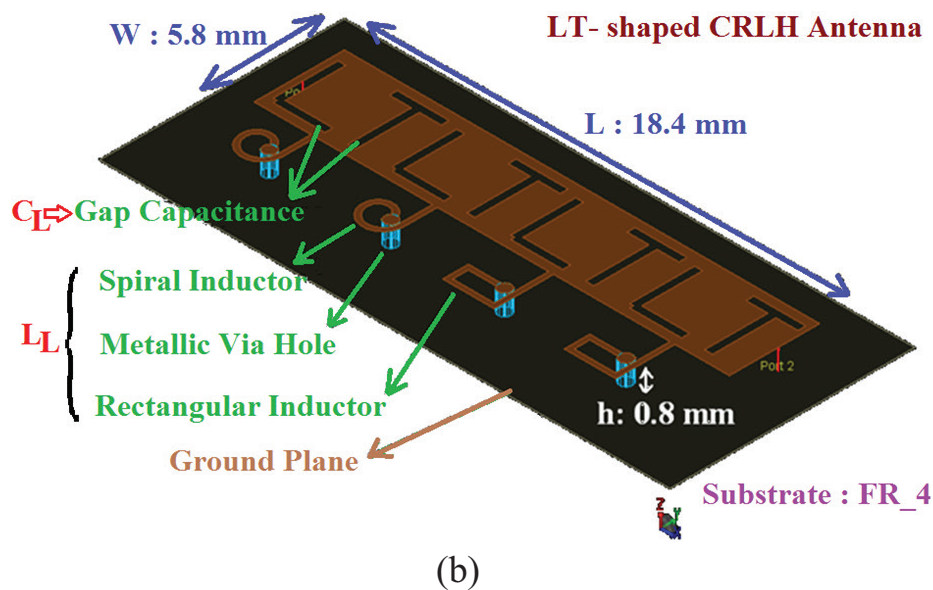 LT- shaped CRLH Antenna
W : 5.8 mm
L : 18.4 mm
CL Gap Capacitance
Spiral Inductor
LL
Metallic Via Hole
Rectangular Inductor
Port 2
h: 0.8 mm
Ground Plane
Substrate : FR_4
Z
Y
(b)